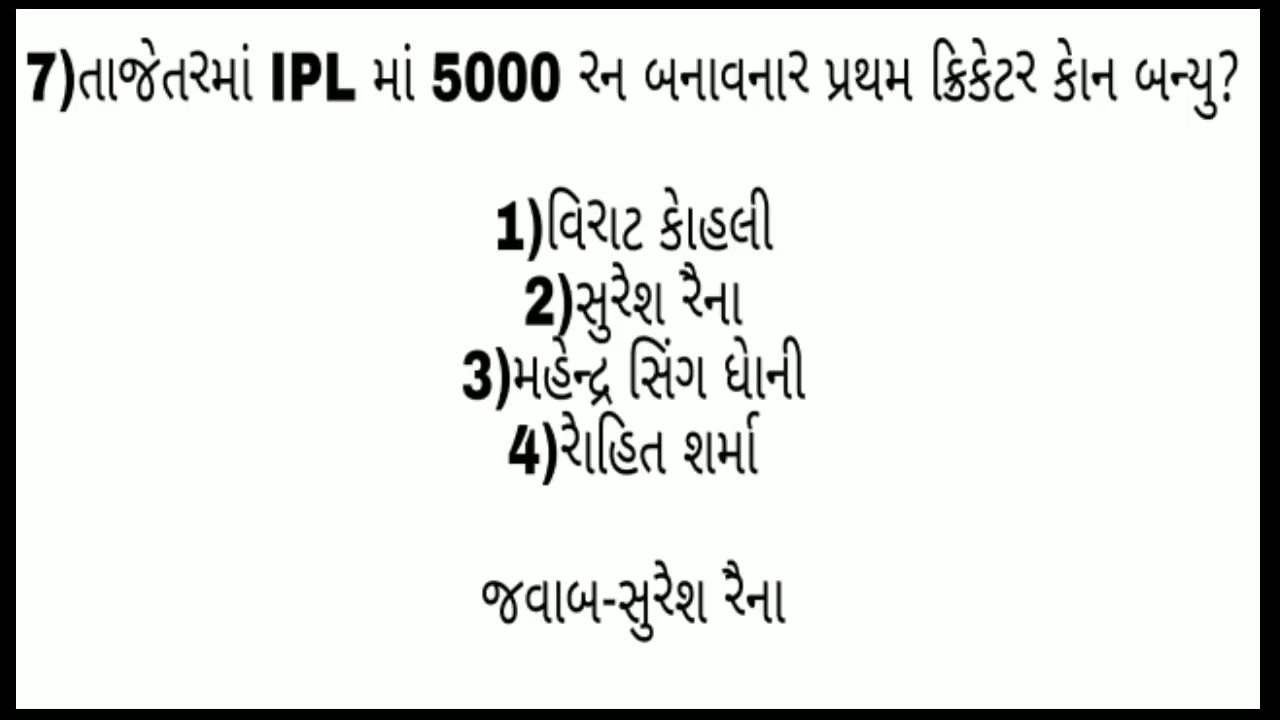 7)તાજેતરમાં IPL માં 5000 રન બનાવનાર પ્રથમ ક્રિકેટર કોન બન્યુ?
1)વિરાટ કોહલી
2)સુરેશ રૈના
3)મહેન્દ્ર સિંગ ધોની
4)રોહિત શર્મા
જવાબ-સુરેશ રૈના